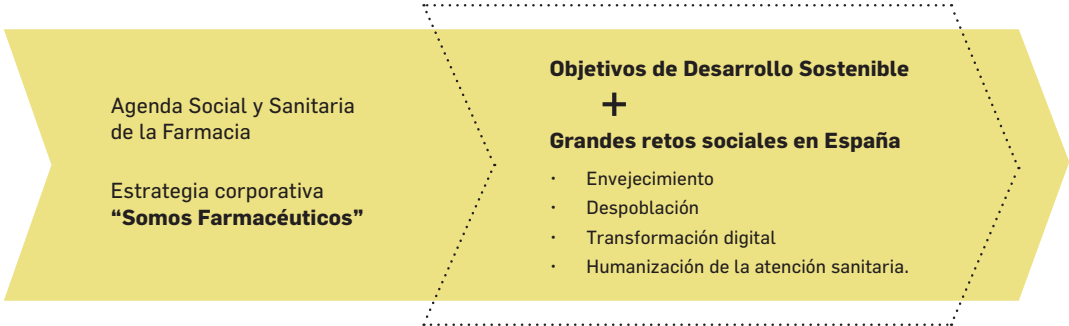 Agenda Social y Sanitaria
de la Farmacia
Estrategia corporativa
“Somos Farmacéuticos”
Objetivos de Desarrollo Sostenible
+
Grandes retos sociales en España
· Envejecimiento
· Despoblación
· Transformación digital
· Humanización de la atención sanitaria.